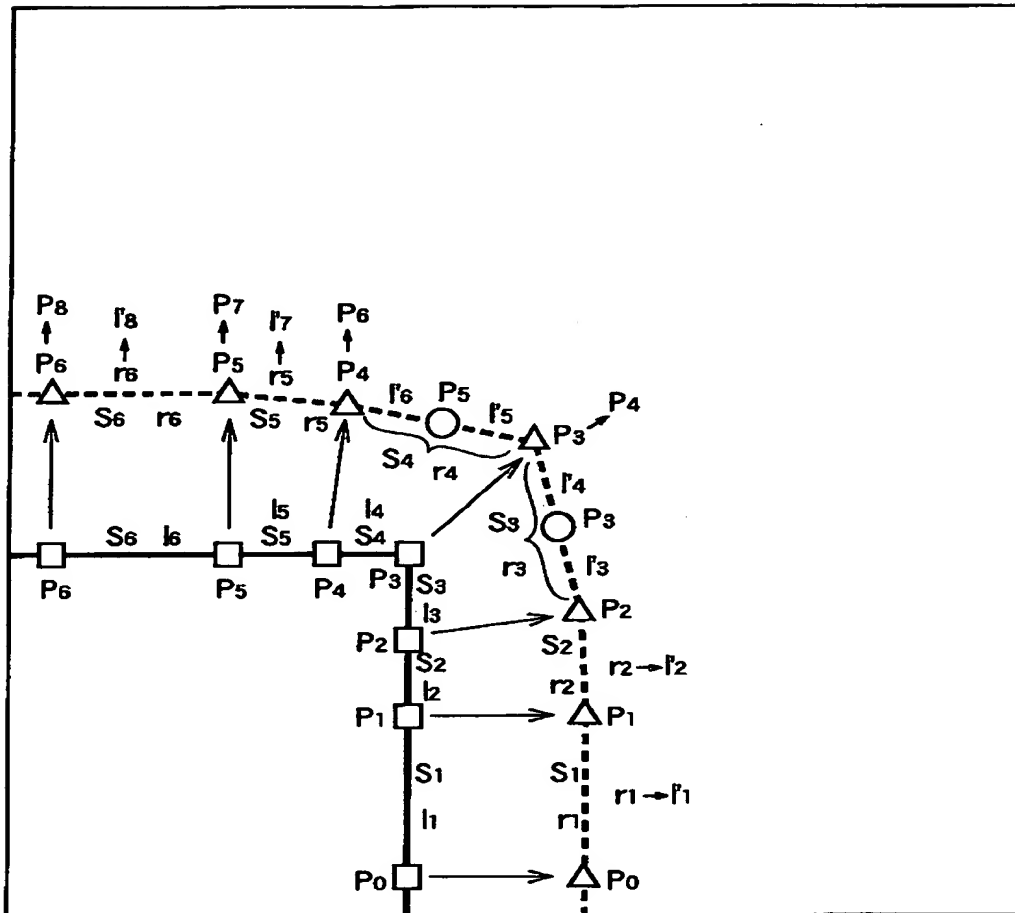 P8 l'8 P7 l'7 P6
P6 r6 P5 r5 P4 l'6 P5 l'5 P3 P4
S6 r6 S5 r5 S4 r4 l'4
S3 P3
l5 l4
S6 l6 S5 S4 r3 l'3
P6 P5 P4 P3 S3
l3 P2
P2 S2 S2 r2→l'2
l2 r2
P1 P1
S1 S1 r1→l'1
l1 r1
P0 P0